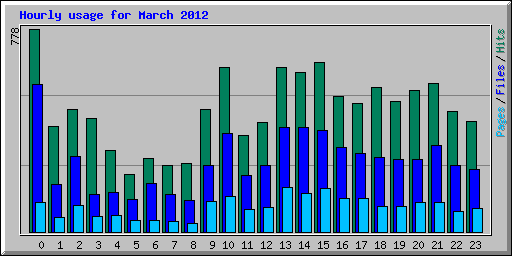 Hourly usage for March 2012
778
Pages / Files / Hits
0 1 2 3 4 5 6 7 8 9 10 11 12 13 14 15 16 17 18 19 20 21 22 23